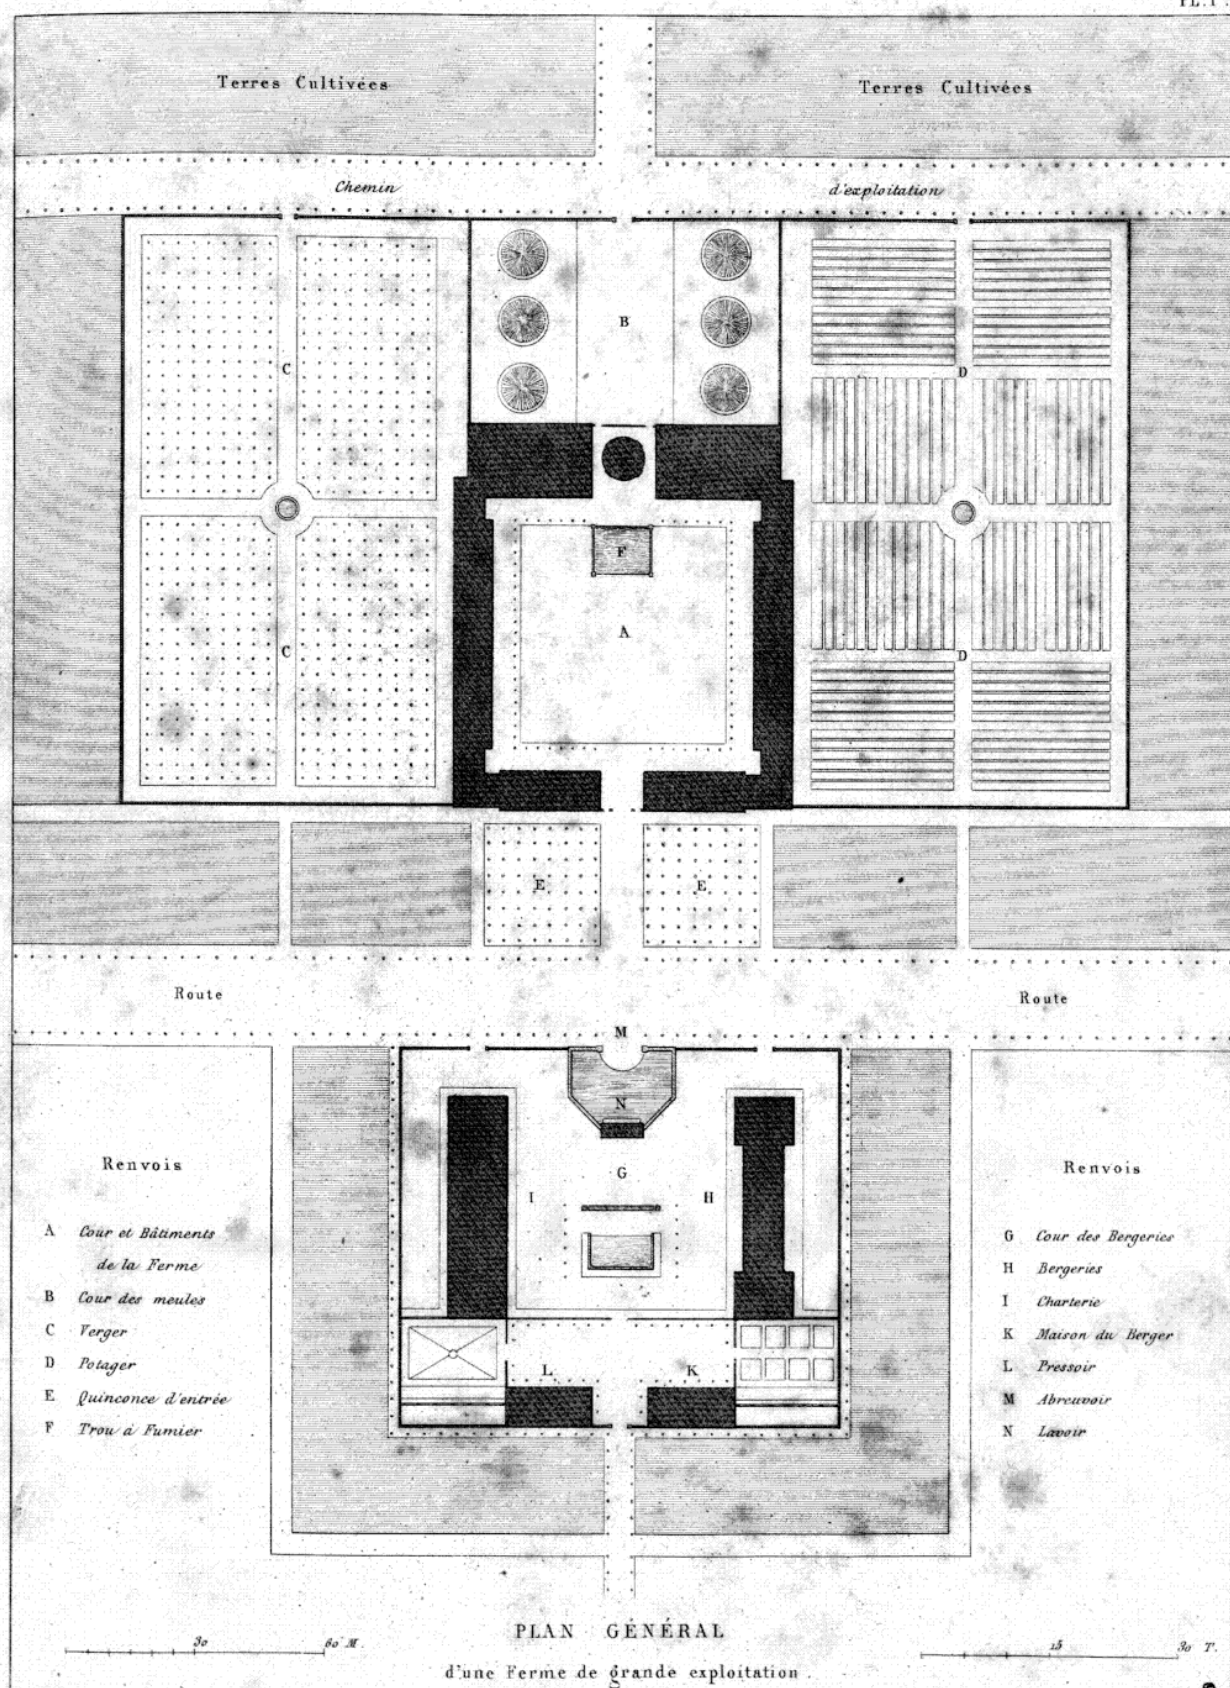 PL. 1.
Terres Cultivées
Terres Cultivées
Chemin
d'exploitation
B
C
D
F
A
C
D
E
E
Route
Route
M
N
G
I
H
L
K
Renvois
A Cour et Bâtiments
de la Ferme
B Cour des meules
C Verger
D Potager
E Quinconce d'entrée
F Trou à Fumier
Renvois
G Cour des Bergeries
H Bergeries
I Charterie
K Maison du Berger
L Pressoir
M Abreuvoir
N Lavoir
30 60 M.
PLAN GÉNÉRAL
15 30 T.
d'une Ferme de grande exploitation.